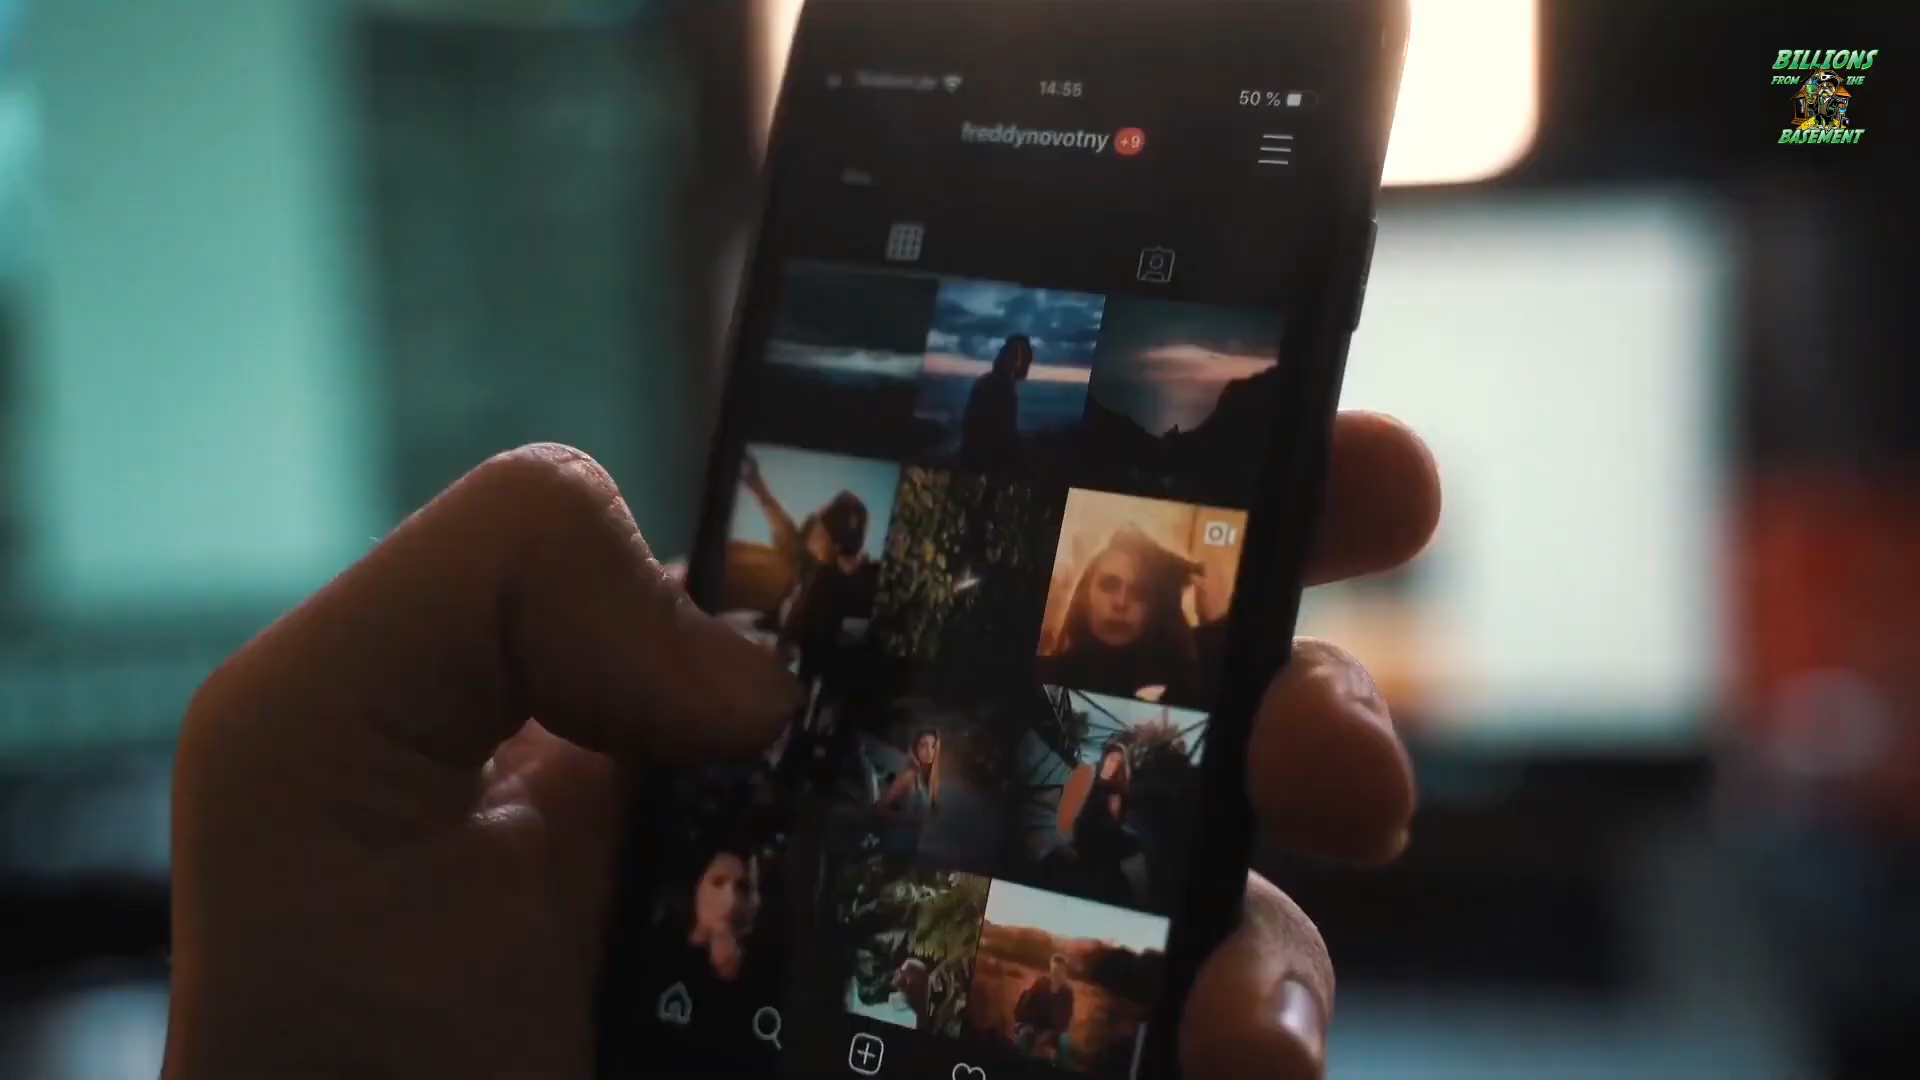 14:55
50 %
freddynovotny +9
BILLIONS
FROM THE
BASEMENT